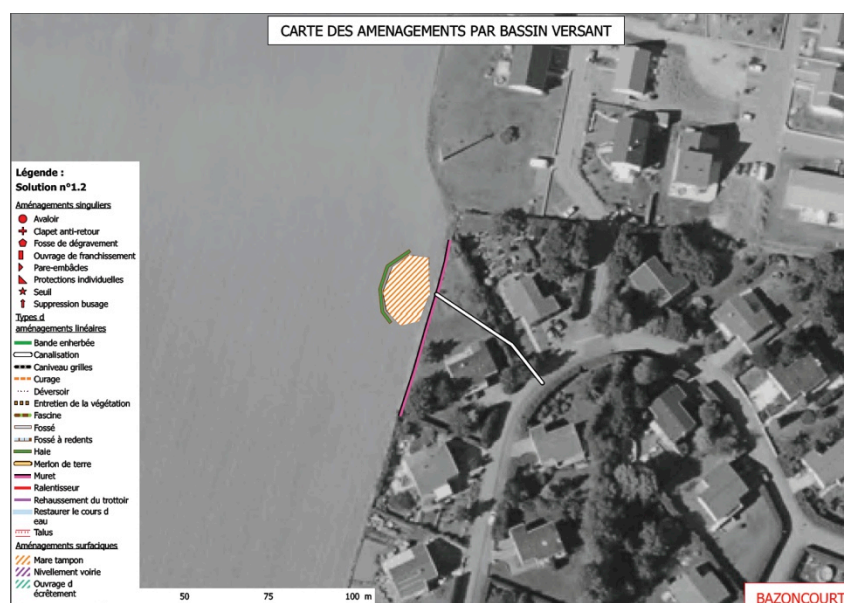 CARTE DES AMENAGEMENTS PAR BASSIN VERSANT
Légende :
Solution n°1.2
Aménagements singuliers
Avaloir
Clapet anti-retour
Fosse de dégravement
Ouvrage de franchissement
Pare-embâcles
Protections individuelles
Seuil
Suppression busage
Types d
aménagements linéaires
Bande enherbée
Canalisation
Caniveau grilles
Curage
Déversoir
Entretien de la végétation
Fascine
Fossé
Fossé à redents
Haie
Merlon de terre
Muret
Ralentisseur
Rehaussement du trottoir
Restaurer le cours d
eau
Talus
Aménagements surfaciques
Mare tampon
Nivellement voirie
Ouvrage d
écrêtement
50 75 100 m
BAZONCOURT